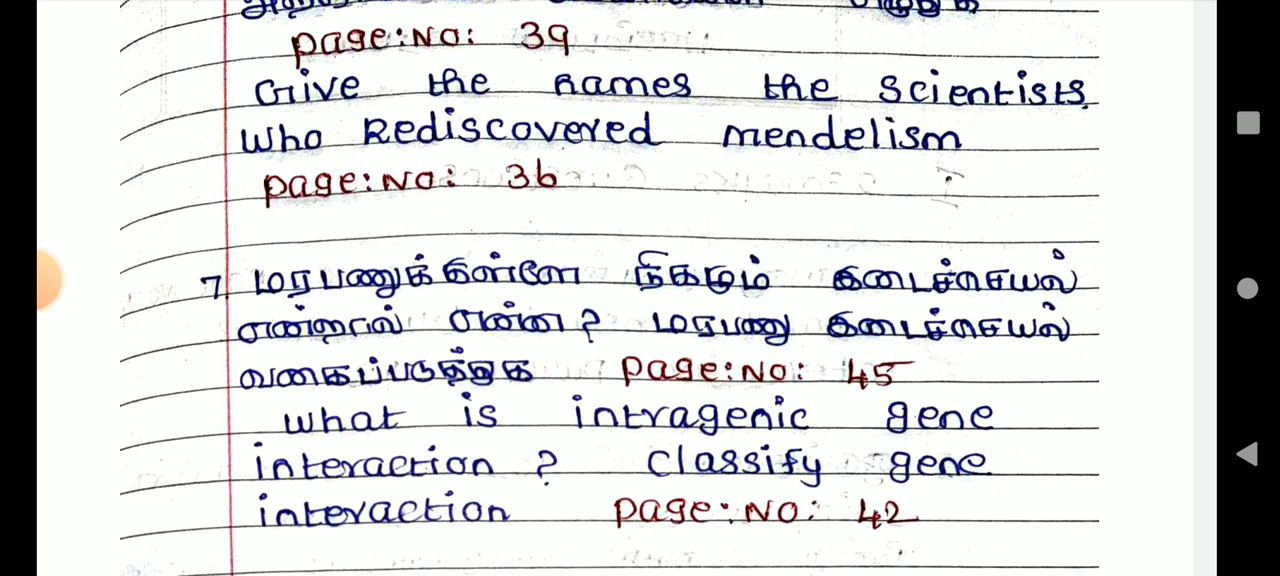 page:No: 39
Give the names the scientists
who Rediscovered mendelism
page:No: 36
7. மரபணுக்குள்ளே நிகழும் இடைச்செயல்
என்றால் என்ன? மரபணு இடைச்செயல்
வகைப்படுத்துக page:No: 45
What is intragenic gene
interaction? Classify gene
interaction page:No: 42